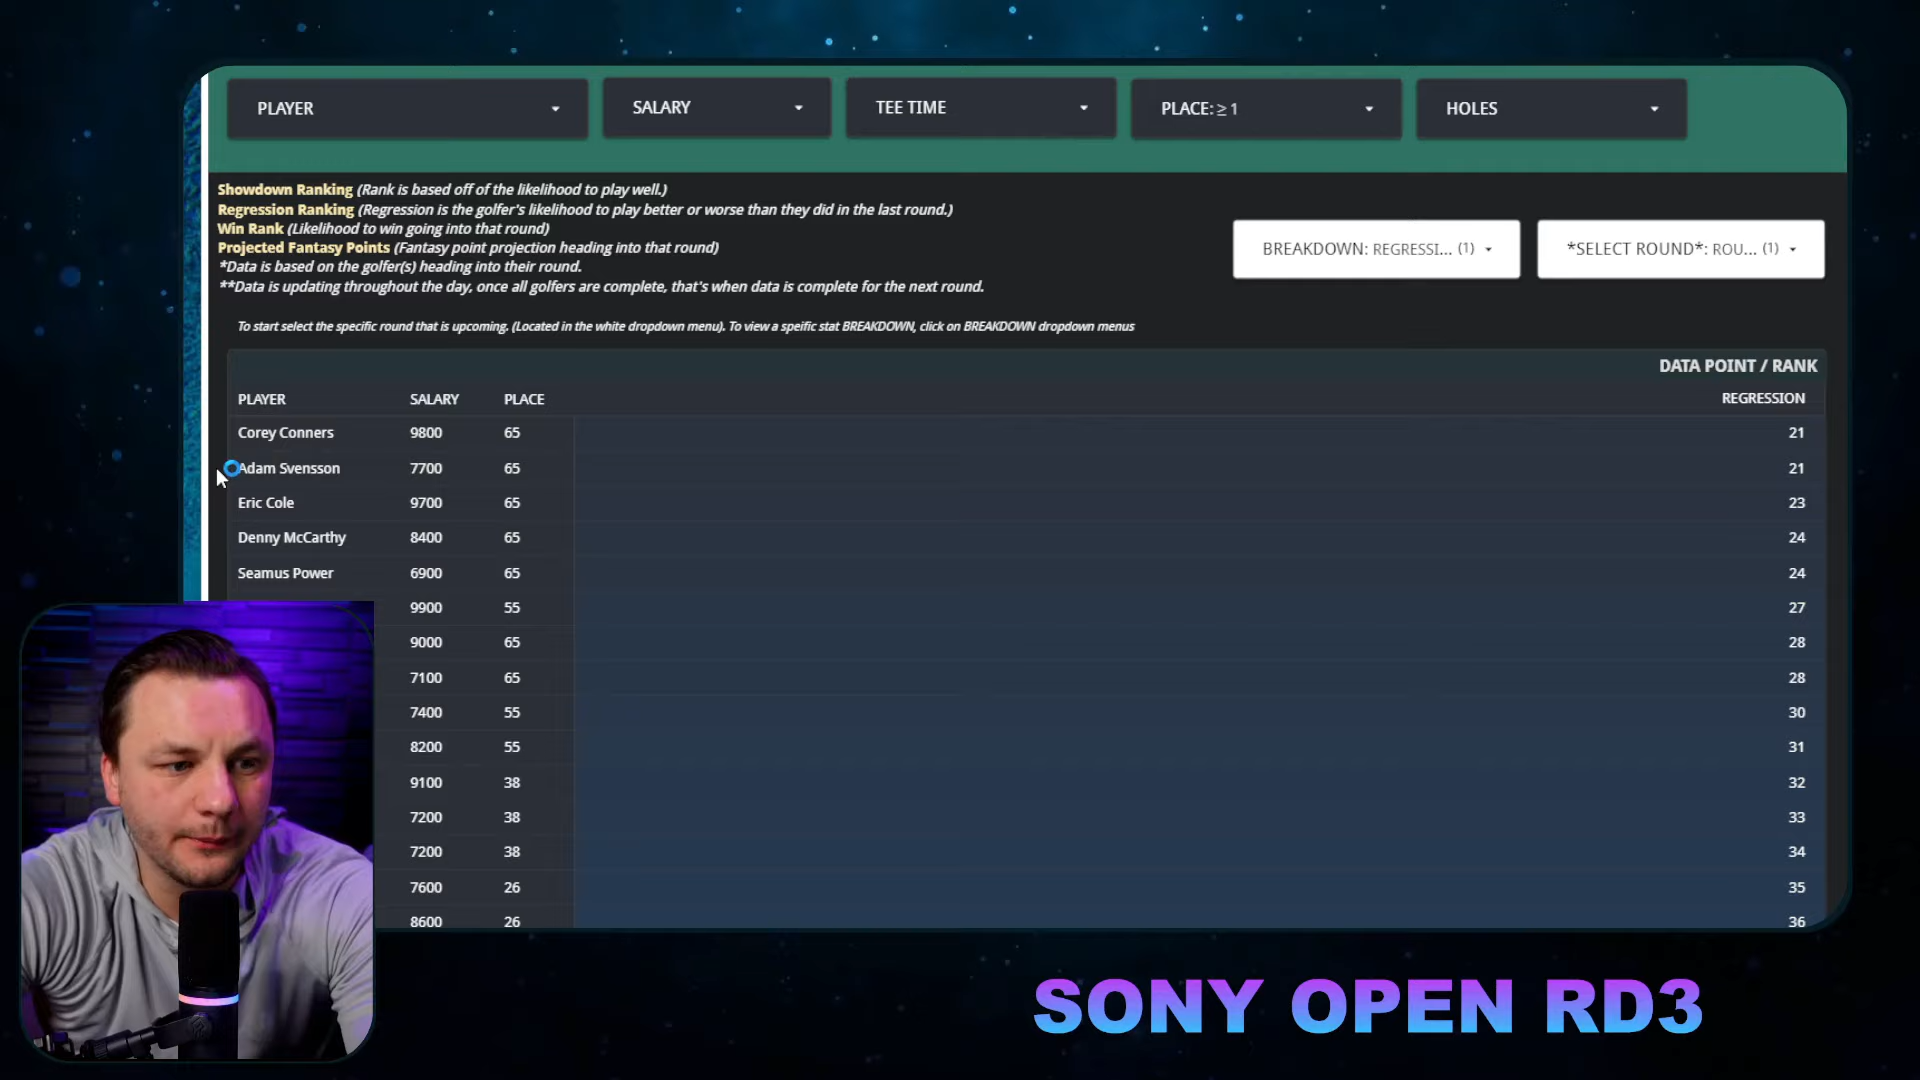 PLAYER SALARY TEE TIME PLACE: ≥ 1 HOLES
Showdown Ranking (Rank is based off of the likelihood to play well.)
Regression Ranking (Regression is the golfer's likelihood to play better or worse than they did in the last round.)
Win Rank (Likelihood to win going into that round)
Projected Fantasy Points (Fantasy point projection heading into that round)
*Data is based on the golfer(s) heading into their round.
**Data is updating throughout the day, once all golfers are complete, that's when data is complete for the next round.
BREAKDOWN: REGRESSI... (1) *SELECT ROUND*: ROU... (1)
To start select the specific round that is upcoming. (Located in the white dropdown menu). To view a speific stat BREAKDOWN, click on BREAKDOWN dropdown menus
DATA POINT / RANK
PLAYER SALARY PLACE REGRESSION
Corey Conners 9800 65 21
Adam Svensson 7700 65 21
Eric Cole 9700 65 23
Denny McCarthy 8400 65 24
Seamus Power 6900 65 24
9900 55 27
9000 65 28
7100 65 28
7400 55 30
8200 55 31
9100 38 32
7200 38 33
7200 38 34
7600 26 35
8600 26 36
SONY OPEN RD3